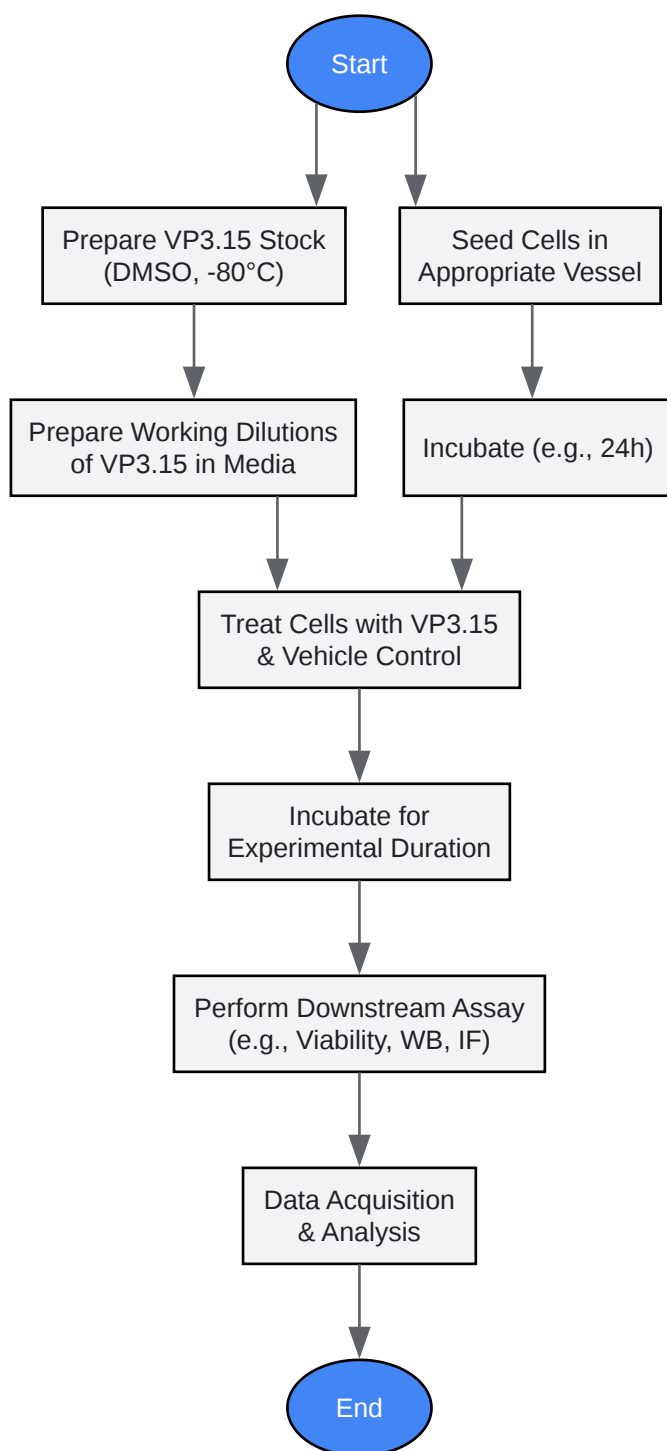 Start
Prepare VP3.15 Stock
(DMSO, -80°C)
Seed Cells in
Appropriate Vessel
Prepare Working Dilutions
of VP3.15 in Media
Incubate (e.g., 24h)
Treat Cells with VP3.15
& Vehicle Control
Incubate for
Experimental Duration
Perform Downstream Assay
(e.g., Viability, WB, IF)
Data Acquisition
& Analysis
End